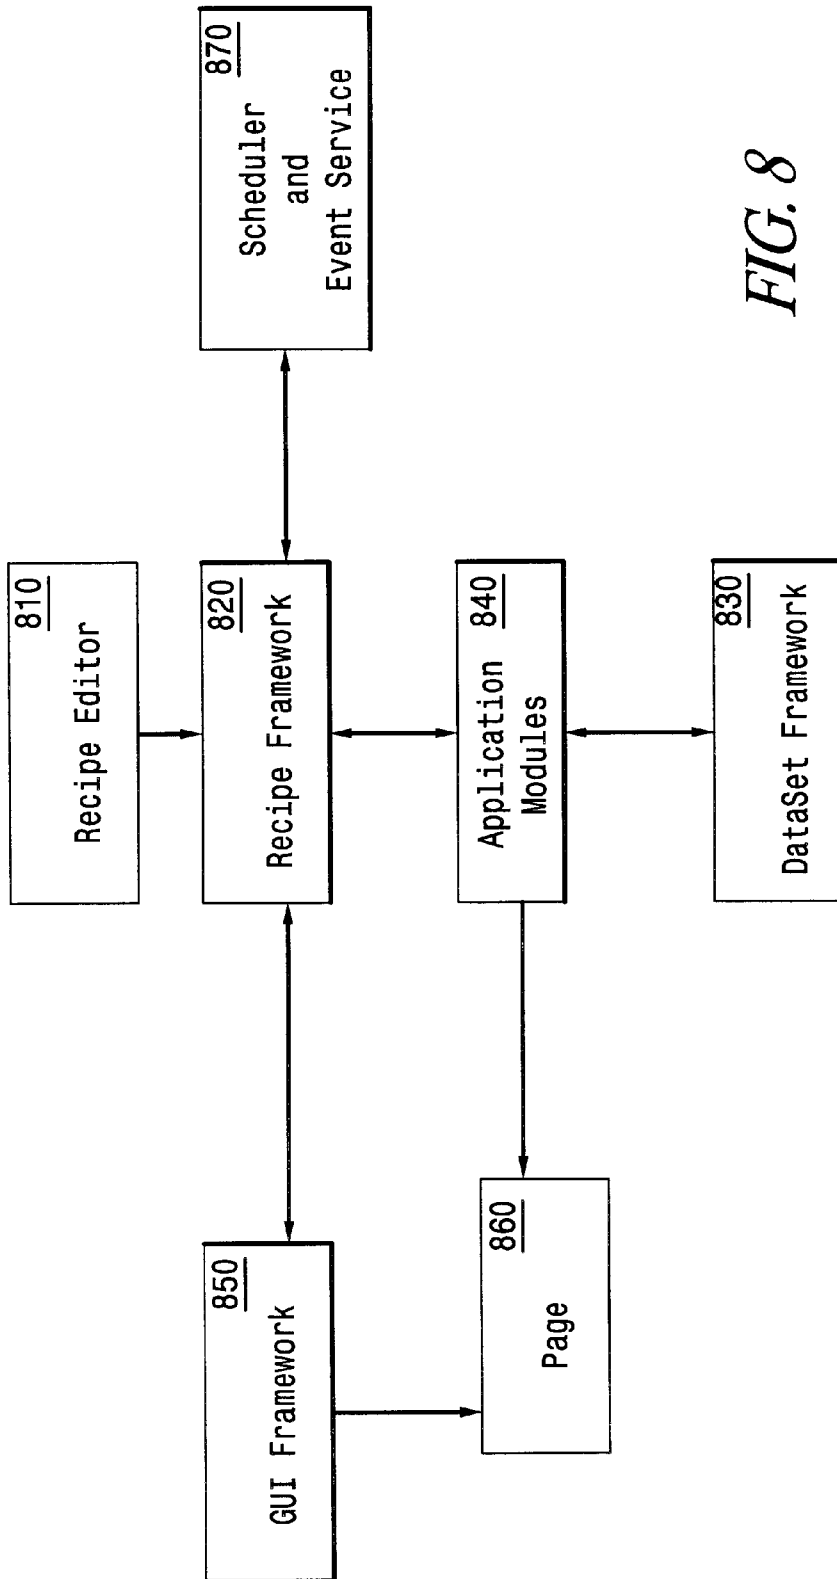 810
Recipe Editor
850
GUI Framework
820
Recipe Framework
870
Scheduler
and
Event Service
860
Page
840
Application
Modules
830
DataSet Framework
FIG. 8